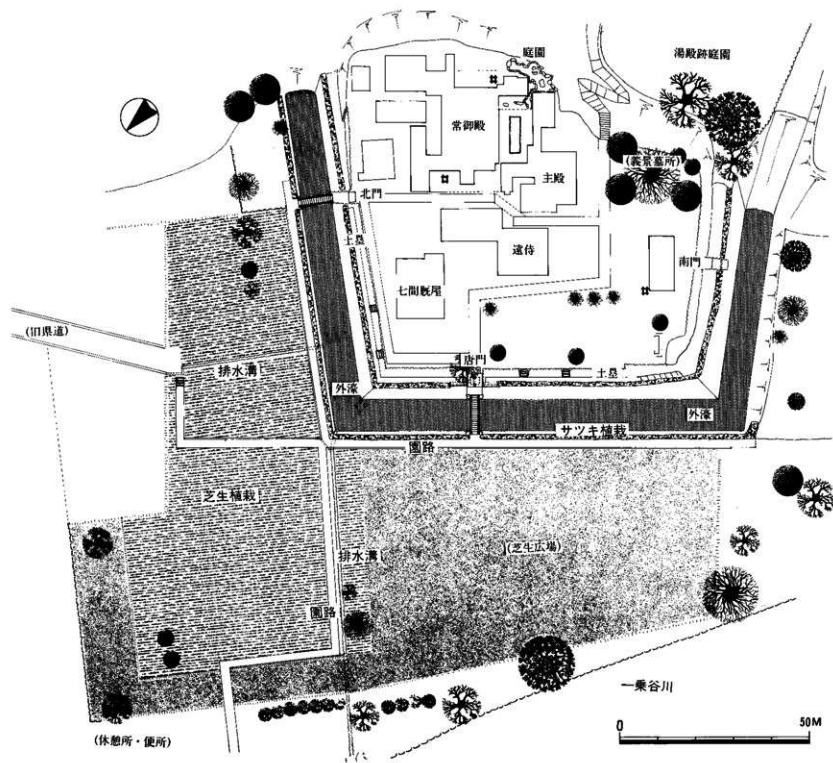 庭園
湯殿跡庭園
常御殿
(義景墓所)
主殿
北門
土塁
遠侍
南門
七間厩屋
(旧県道)
唐門
土塁
排水溝
外濠
外濠
サツキ植栽
園路
芝生植栽
排水溝
(芝生広場)
園路
一乗谷川
0 50M
(休憩所・便所)